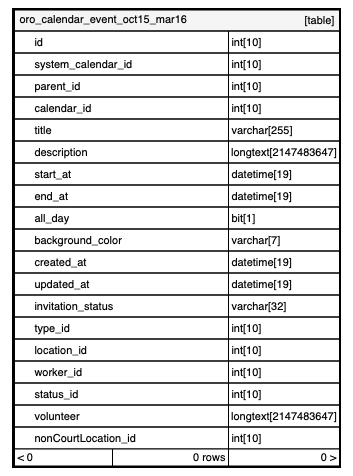 oro_calendar_event_oct15_mar16 [table]
id int[10]
system_calendar_id int[10]
parent_id int[10]
calendar_id int[10]
title varchar[255]
description longtext[2147483647]
start_at datetime[19]
end_at datetime[19]
all_day bit[1]
background_color varchar[7]
created_at datetime[19]
updated_at datetime[19]
invitation_status varchar[32]
type_id int[10]
location_id int[10]
worker_id int[10]
status_id int[10]
volunteer longtext[2147483647]
nonCourtLocation_id int[10]
< 0 0 rows 0 >